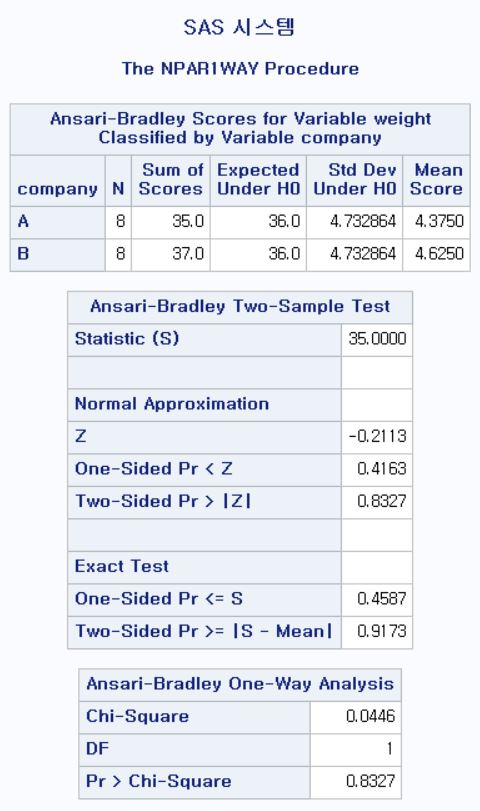 SAS 시스템
The NPAR1WAY Procedure
Ansari-Bradley Scores for Variable weight
Classified by Variable company
company N Sum of Scores Expected Under H0 Std Dev Under H0 Mean Score
A 8 35.0 36.0 4.732864 4.3750
B 8 37.0 36.0 4.732864 4.6250
Ansari-Bradley Two-Sample Test
Statistic (S) 35.0000
Normal Approximation
Z -0.2113
One-Sided Pr < Z 0.4163
Two-Sided Pr > |Z| 0.8327
Exact Test
One-Sided Pr <= S 0.4587
Two-Sided Pr >= |S - Mean| 0.9173
Ansari-Bradley One-Way Analysis
Chi-Square 0.0446
DF 1
Pr > Chi-Square 0.8327